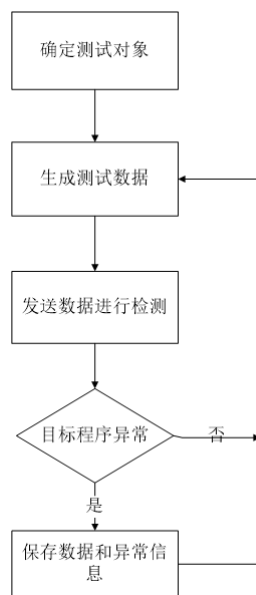 确定测试对象
生成测试数据
发送数据进行检测
目标程序异常
否
是
保存数据和异常信
息